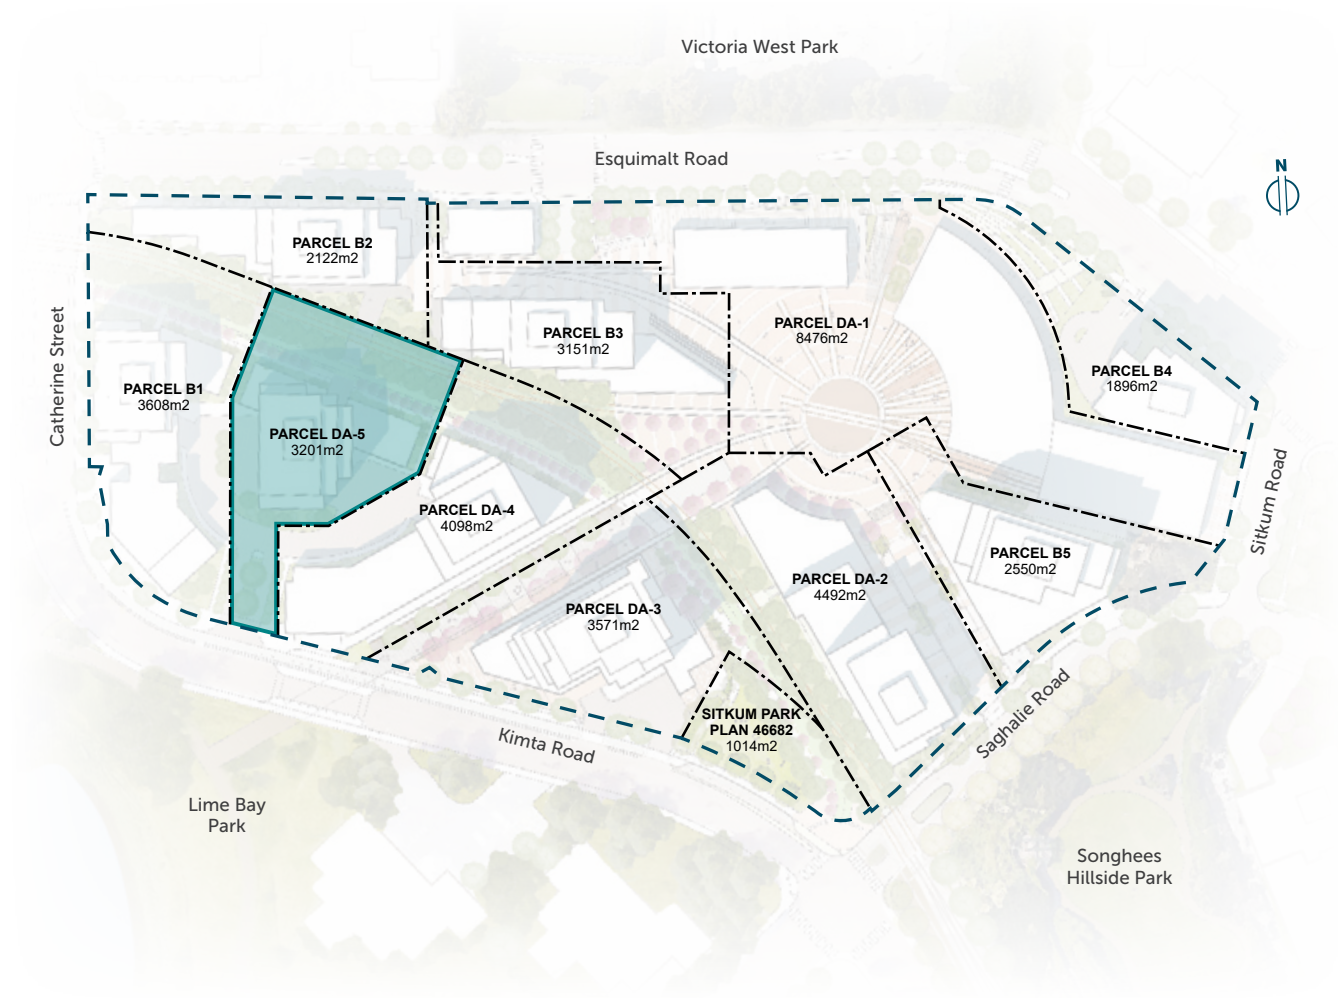 Victoria West Park
Esquimalt Road
N
PARCEL B2
2122m2
PARCEL B3
3151m2
PARCEL DA-1
8476m2
PARCEL B4
1896m2
Catherine Street
PARCEL B1
3608m2
PARCEL DA-5
3201m2
PARCEL DA-4
4098m2
Sitkum Road
PARCEL B5
2550m2
PARCEL DA-2
4492m2
PARCEL DA-3
3571m2
SITKUM PARK
PLAN 46682
1014m2
Saghalie Road
Kimta Road
Lime Bay
Park
Songhees
Hillside Park